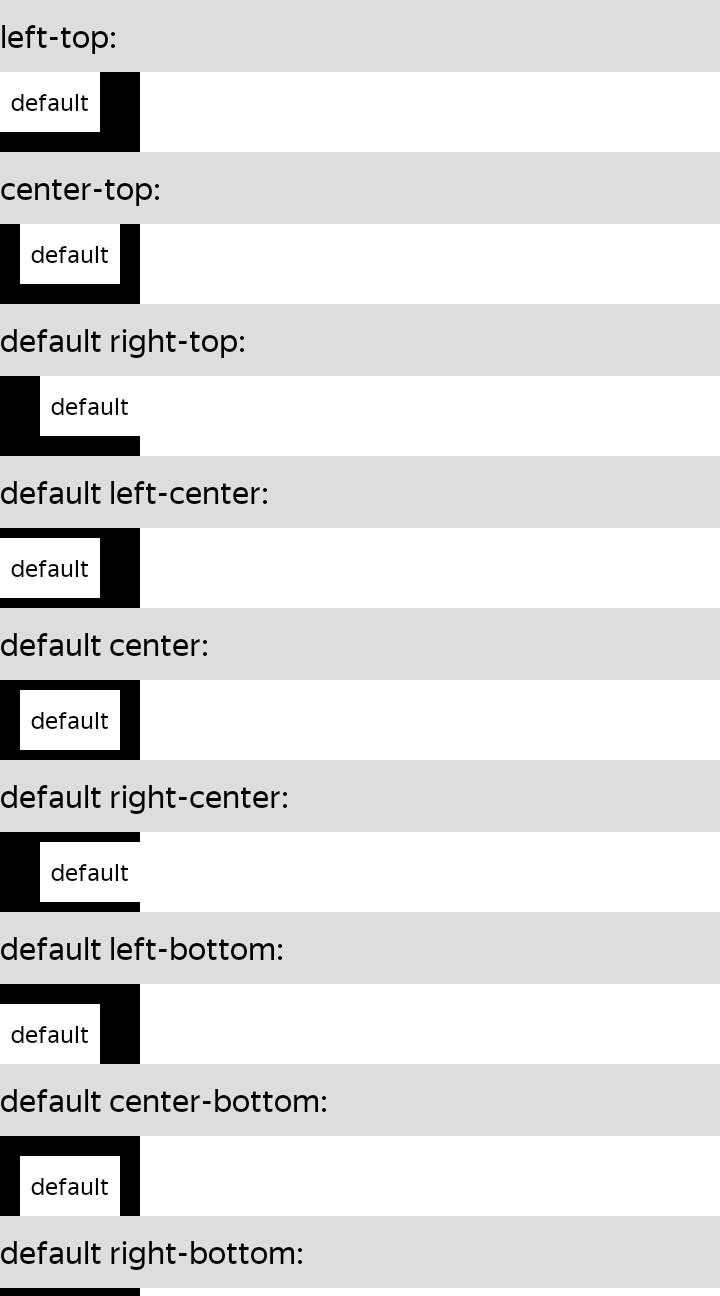 left-top:
default
center-top:
default
default right-top:
default
default left-center:
default
default center:
default
default right-center:
default
default left-bottom:
default
default center-bottom:
default
default right-bottom: